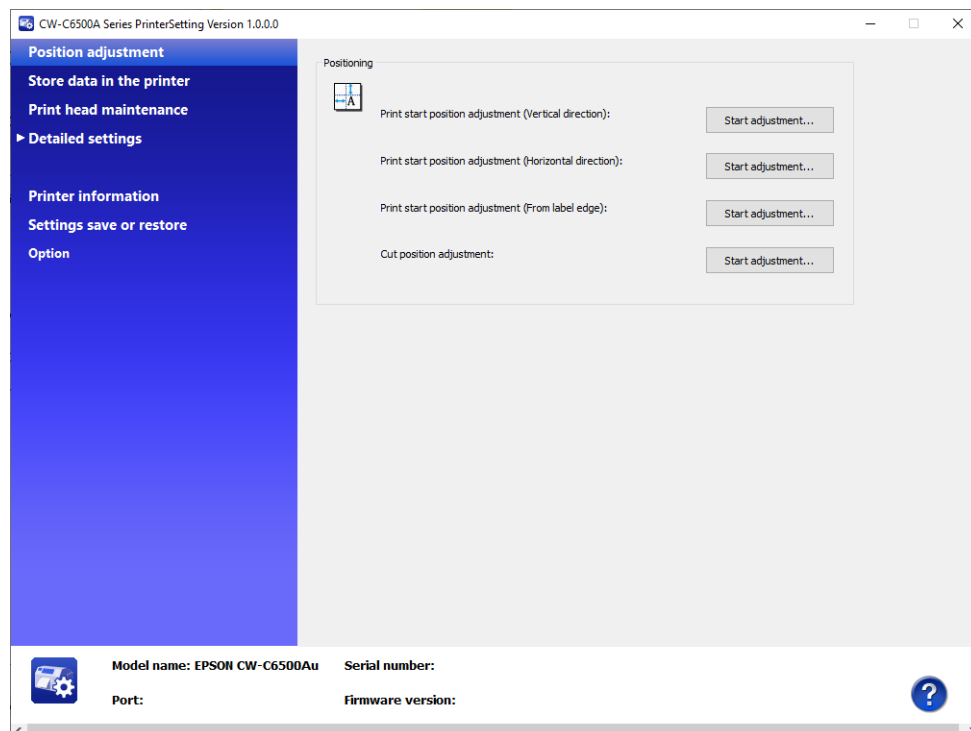 CW-C6500A Series PrinterSetting Version 1.0.0.0
Position adjustment
Store data in the printer
Print head maintenance
Detailed settings
Printer information
Settings save or restore
Option
Positioning
A
Print start position adjustment (Vertical direction):
Start adjustment...
Print start position adjustment (Horizontal direction):
Start adjustment...
Print start position adjustment (From label edge):
Start adjustment...
Cut position adjustment:
Start adjustment...
Model name: EPSON CW-C6500Au
Serial number:
Port:
Firmware version:
?